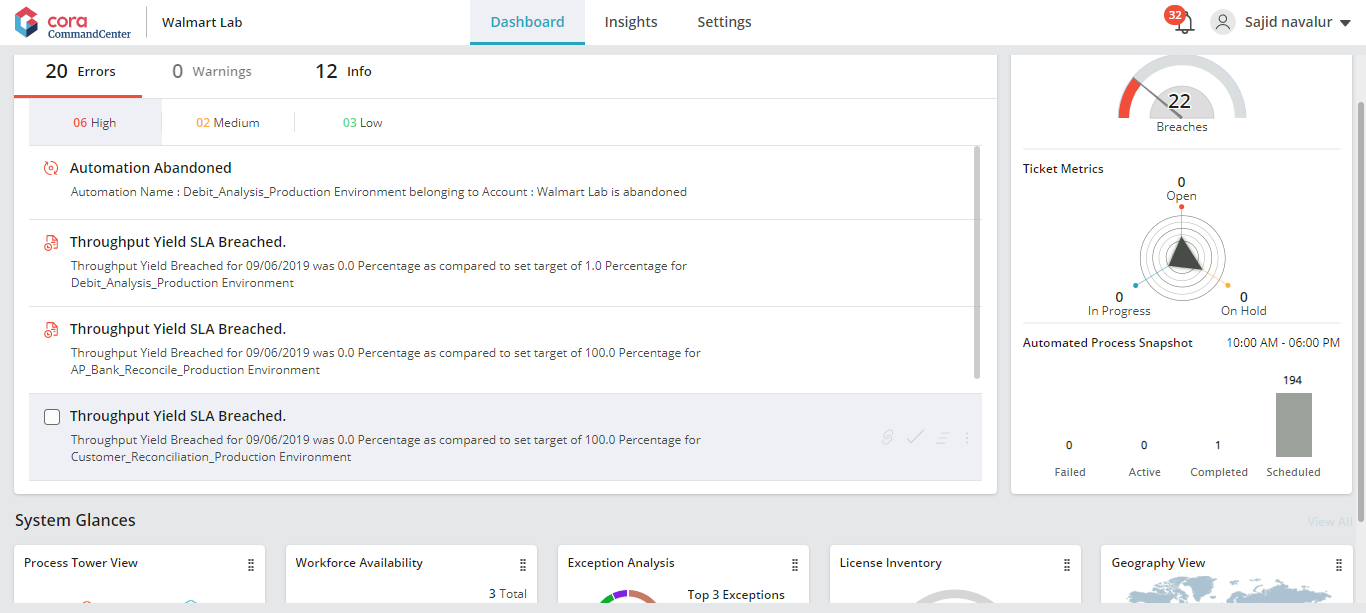 cora
CommandCenter
Walmart Lab
Dashboard
Insights
Settings
32
Sajid navalur
20 Errors
0 Warnings
12 Info
06 High
02 Medium
03 Low
Automation Abandoned
Automation Name : Debit_Analysis_Production Environment belonging to Account : Walmart Lab is abandoned
Throughput Yield SLA Breached.
Throughput Yield Breached for 09/06/2019 was 0.0 Percentage as compared to set target of 1.0 Percentage for
Debit_Analysis_Production Environment
Throughput Yield SLA Breached.
Throughput Yield Breached for 09/06/2019 was 0.0 Percentage as compared to set target of 100.0 Percentage for
AP_Bank_Reconcile_Production Environment
Throughput Yield SLA Breached.
Throughput Yield Breached for 09/06/2019 was 0.0 Percentage as compared to set target of 100.0 Percentage for
Customer_Reconciliation_Production Environment
22
Breaches
Ticket Metrics
0
Open
0
In Progress
0
On Hold
Automated Process Snapshot
10:00 AM - 06:00 PM
0
Failed
0
Active
1
Completed
194
Scheduled
System Glances
View All
Process Tower View
Workforce Availability
3 Total
Exception Analysis
Top 3 Exceptions
License Inventory
Geography View